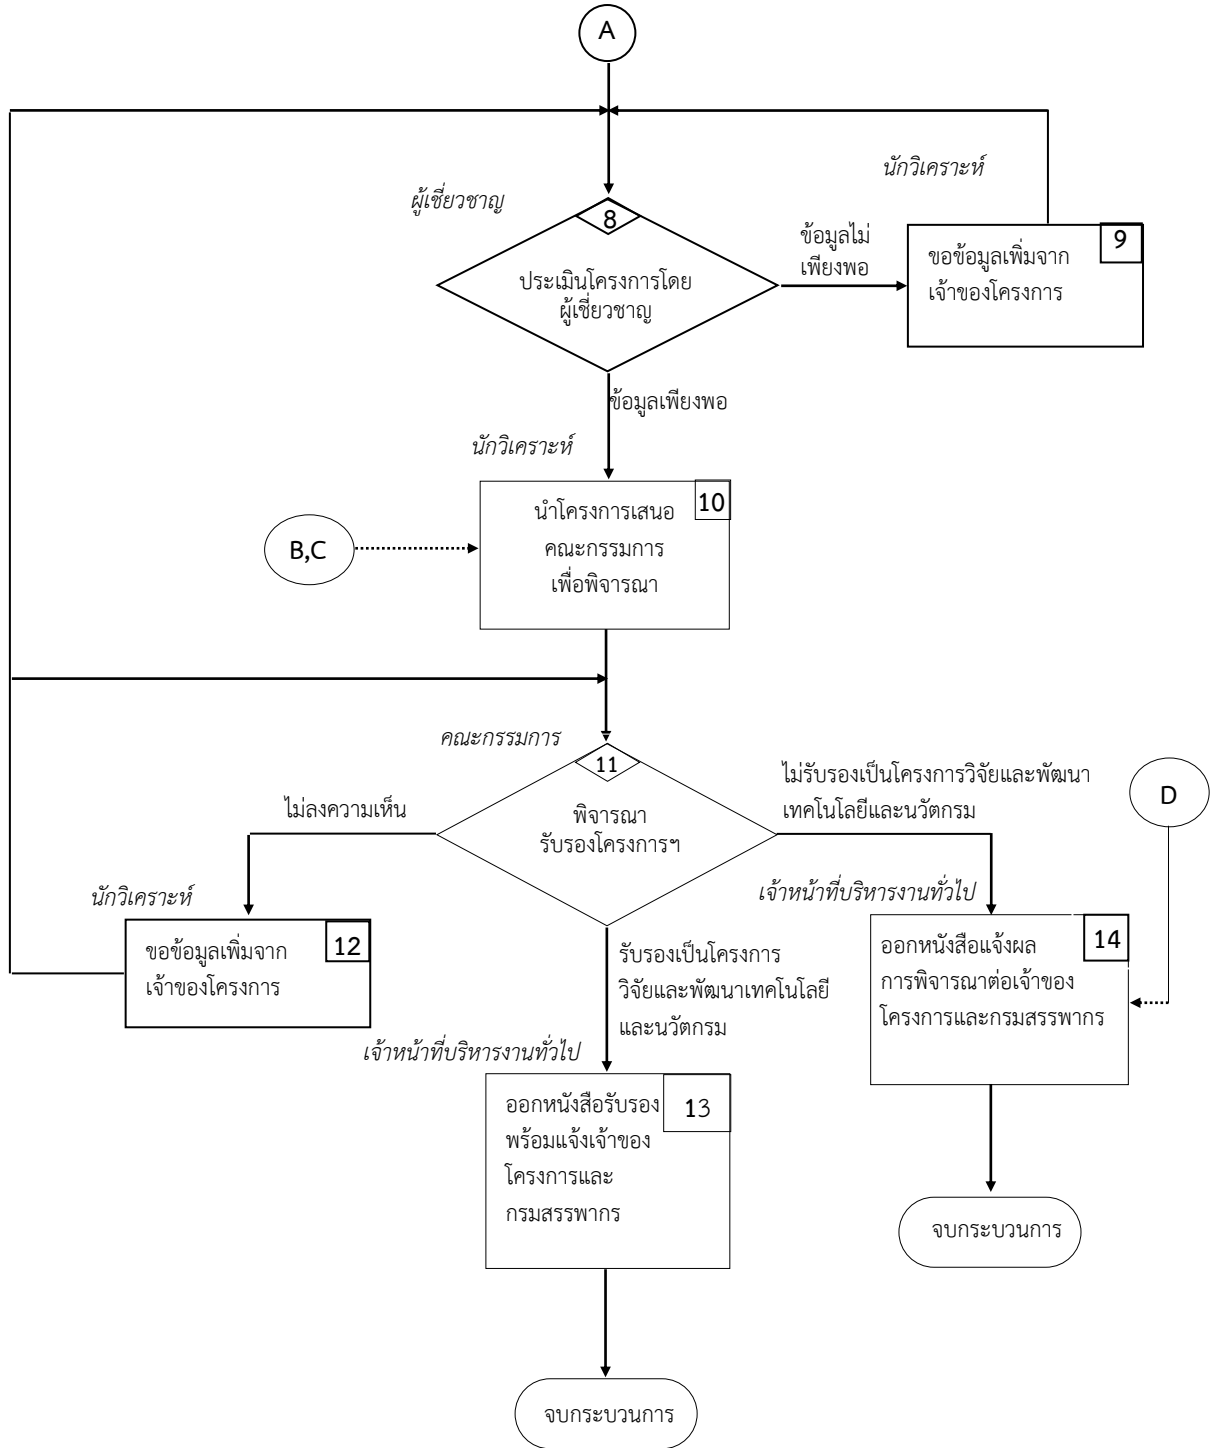 A
นักวิเคราะห์
ผู้เชี่ยวชาญ
8
ประเมินโครงการโดย
ผู้เชี่ยวชาญ
ข้อมูลไม่
เพียงพอ
9
ขอข้อมูลเพิ่มจาก
เจ้าของโครงการ
ข้อมูลเพียงพอ
นักวิเคราะห์
10
นำโครงการเสนอ
คณะกรรมการ
เพื่อพิจารณา
B,C
คณะกรรมการ
11
พิจารณา
รับรองโครงการฯ
ไม่ลงความเห็น
ไม่รับรองเป็นโครงการวิจัยและพัฒนา
เทคโนโลยีและนวัตกรม
D
นักวิเคราะห์
12
ขอข้อมูลเพิ่มจาก
เจ้าของโครงการ
รับรองเป็นโครงการ
วิจัยและพัฒนาเทคโนโลยี
และนวัตกรม
เจ้าหน้าที่บริหารงานทั่วไป
14
ออกหนังสือแจ้งผล
การพิจารณาต่อเจ้าของ
โครงการและกรมสรรพากร
เจ้าหน้าที่บริหารงานทั่วไป
13
ออกหนังสือรับรอง
พร้อมแจ้งเจ้าของ
โครงการและ
กรมสรรพากร
จบกระบวนการ
จบกระบวนการ